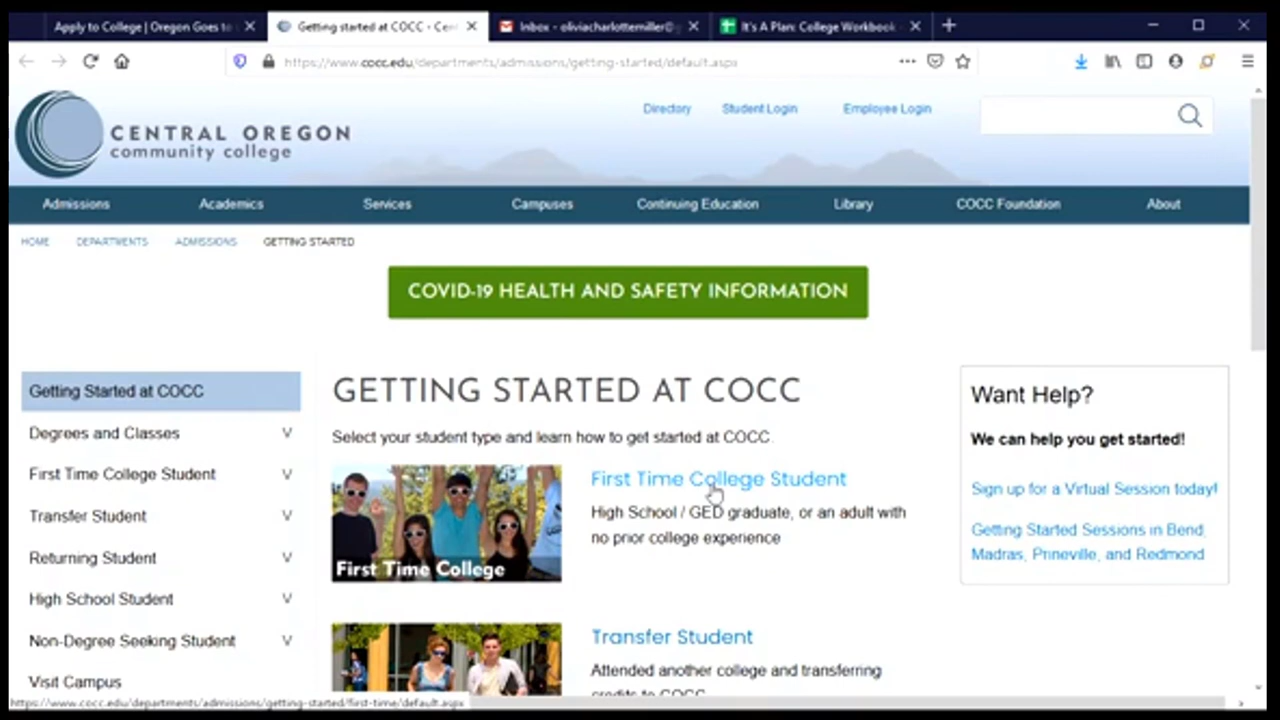 Apply to College | Oregon Goes to
Getting started at COCC - Cen
Inbox - oliviacharlottemiller@
It's A Plan: College Workbook
https://www.cocc.edu/departments/admissions/getting-started/default.aspx
Directory
Student Login
Employee Login
CENTRAL OREGON
community college
Admissions
Academics
Services
Campuses
Continuing Education
Library
COCC Foundation
About
HOME
DEPARTMENTS
ADMISSIONS
GETTING STARTED
COVID-19 HEALTH AND SAFETY INFORMATION
Getting Started at COCC
Degrees and Classes V
First Time College Student V
Transfer Student V
Returning Student V
High School Student V
Non-Degree Seeking Student V
Visit Campus
GETTING STARTED AT COCC
Select your student type and learn how to get started at COCC.
First Time College
First Time College Student
High School / GED graduate, or an adult with
no prior college experience
Transfer Student
Attended another college and transferring
credits to COCC
Want Help?
We can help you get started!
Sign up for a Virtual Session today!
Getting Started Sessions in Bend,
Madras, Prineville, and Redmond
https://www.cocc.edu/departments/admissions/getting-started/first-time/default.aspx